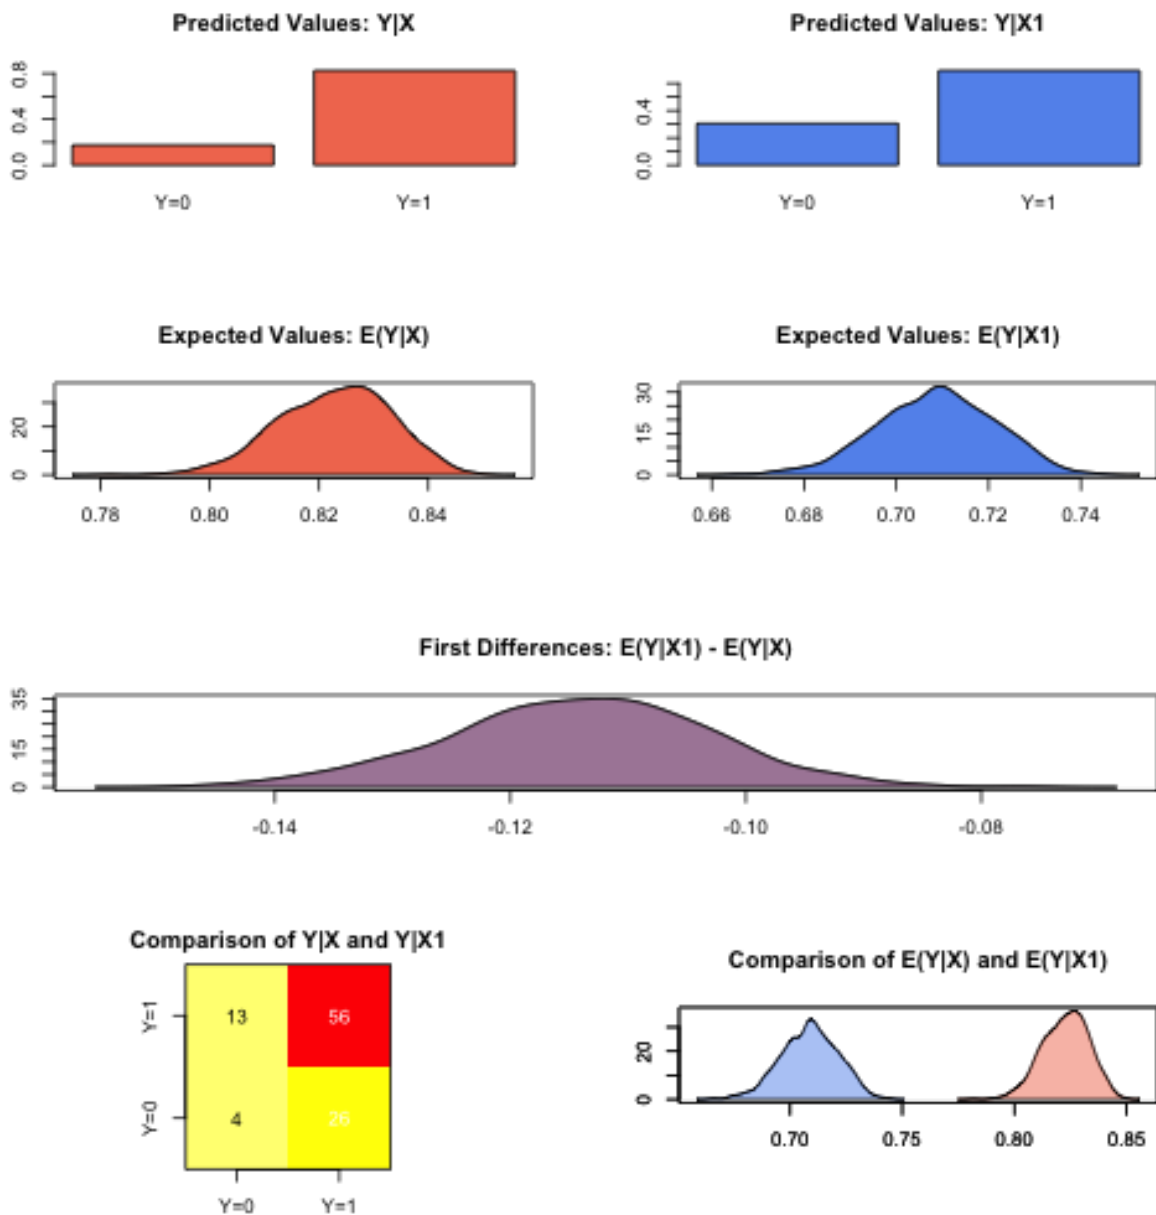 Predicted Values: Y|X
Predicted Values: Y|X1
0.8
0.4
0.0
Y=0 Y=1
0.4
0.0
Y=0 Y=1
Expected Values: E(Y|X)
Expected Values: E(Y|X1)
20
0
0.78 0.80 0.82 0.84
30
15
0
0.66 0.68 0.70 0.72 0.74
First Differences: E(Y|X1) - E(Y|X)
35
15
0
-0.14 -0.12 -0.10 -0.08
Comparison of Y|X and Y|X1
Y=1 13 56
Y=0 4 26
Y=0 Y=1
Comparison of E(Y|X) and E(Y|X1)
20
0
0.70 0.75 0.80 0.85